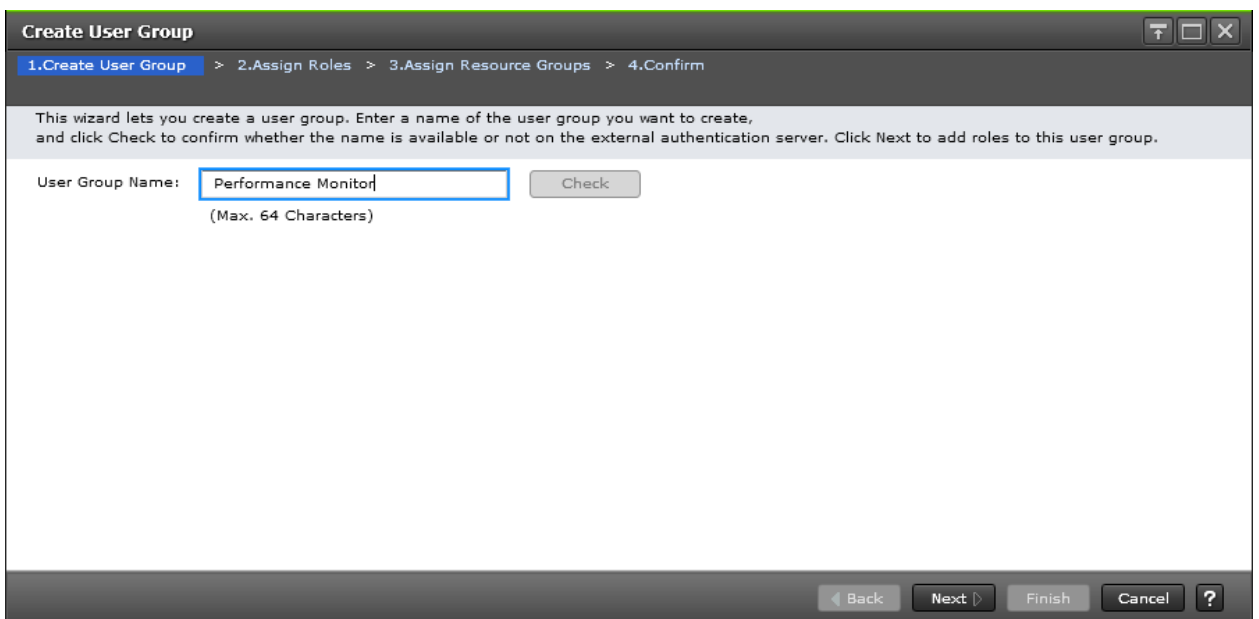 Create User Group
1.Create User Group > 2.Assign Roles > 3.Assign Resource Groups > 4.Confirm
This wizard lets you create a user group. Enter a name of the user group you want to create,
and click Check to confirm whether the name is available or not on the external authentication server. Click Next to add roles to this user group.
User Group Name: Performance Monitor Check
(Max. 64 Characters)
Back Next Finish Cancel ?